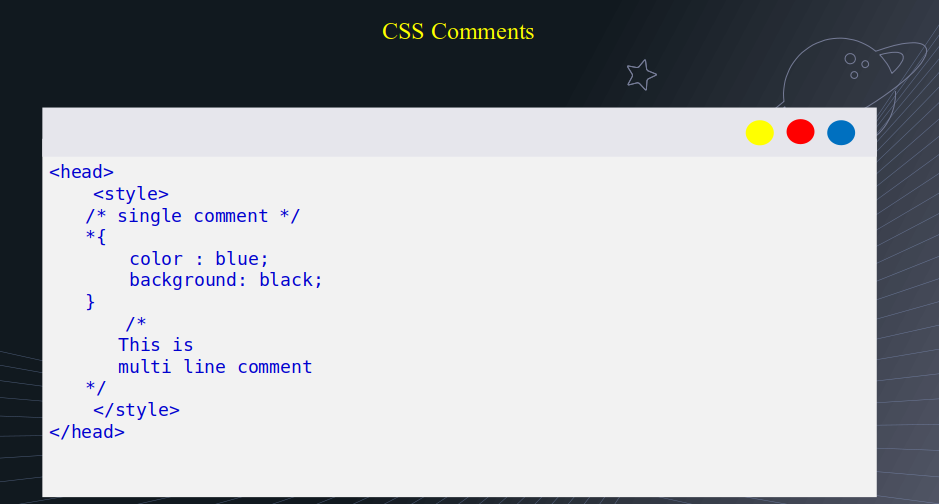 CSS Comments
<head>
    <style>
    /* single comment */
    *{
        color : blue;
        background: black;
    }
        /*
       This is
       multi line comment
    */
    </style>
</head>